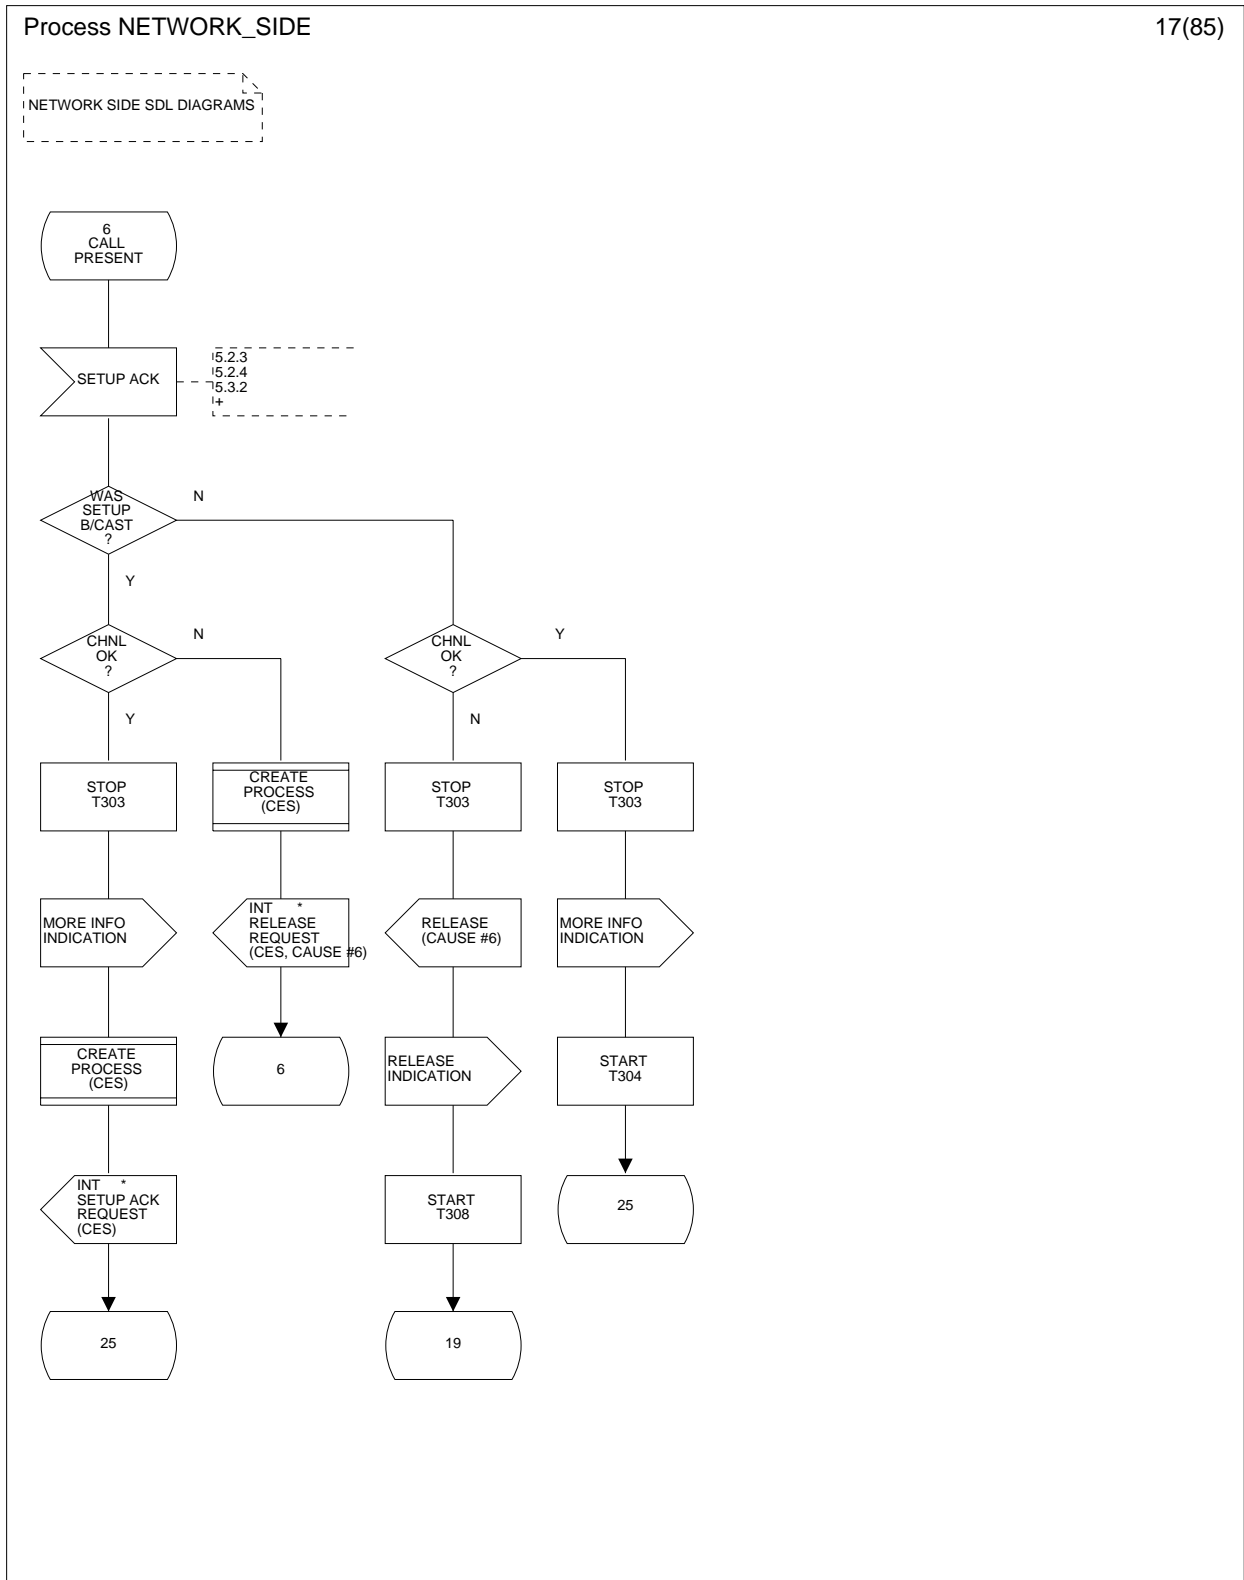 Process NETWORK_SIDE
17(85)
NETWORK SIDE SDL DIAGRAMS
6
CALL
PRESENT
SETUP ACK
5.2.3
5.2.4
5.3.2
+
WAS
SETUP
B/CAST
?
N
Y
CHNL
OK
?
N
Y
CHNL
OK
?
Y
N
STOP
T303
CREATE
PROCESS
(CES)
STOP
T303
STOP
T303
MORE INFO
INDICATION
INT *
RELEASE
REQUEST
(CES, CAUSE #6)
RELEASE
(CAUSE #6)
MORE INFO
INDICATION
CREATE
PROCESS
(CES)
6
RELEASE
INDICATION
START
T304
INT *
SETUP ACK
REQUEST
(CES)
START
T308
25
25
19